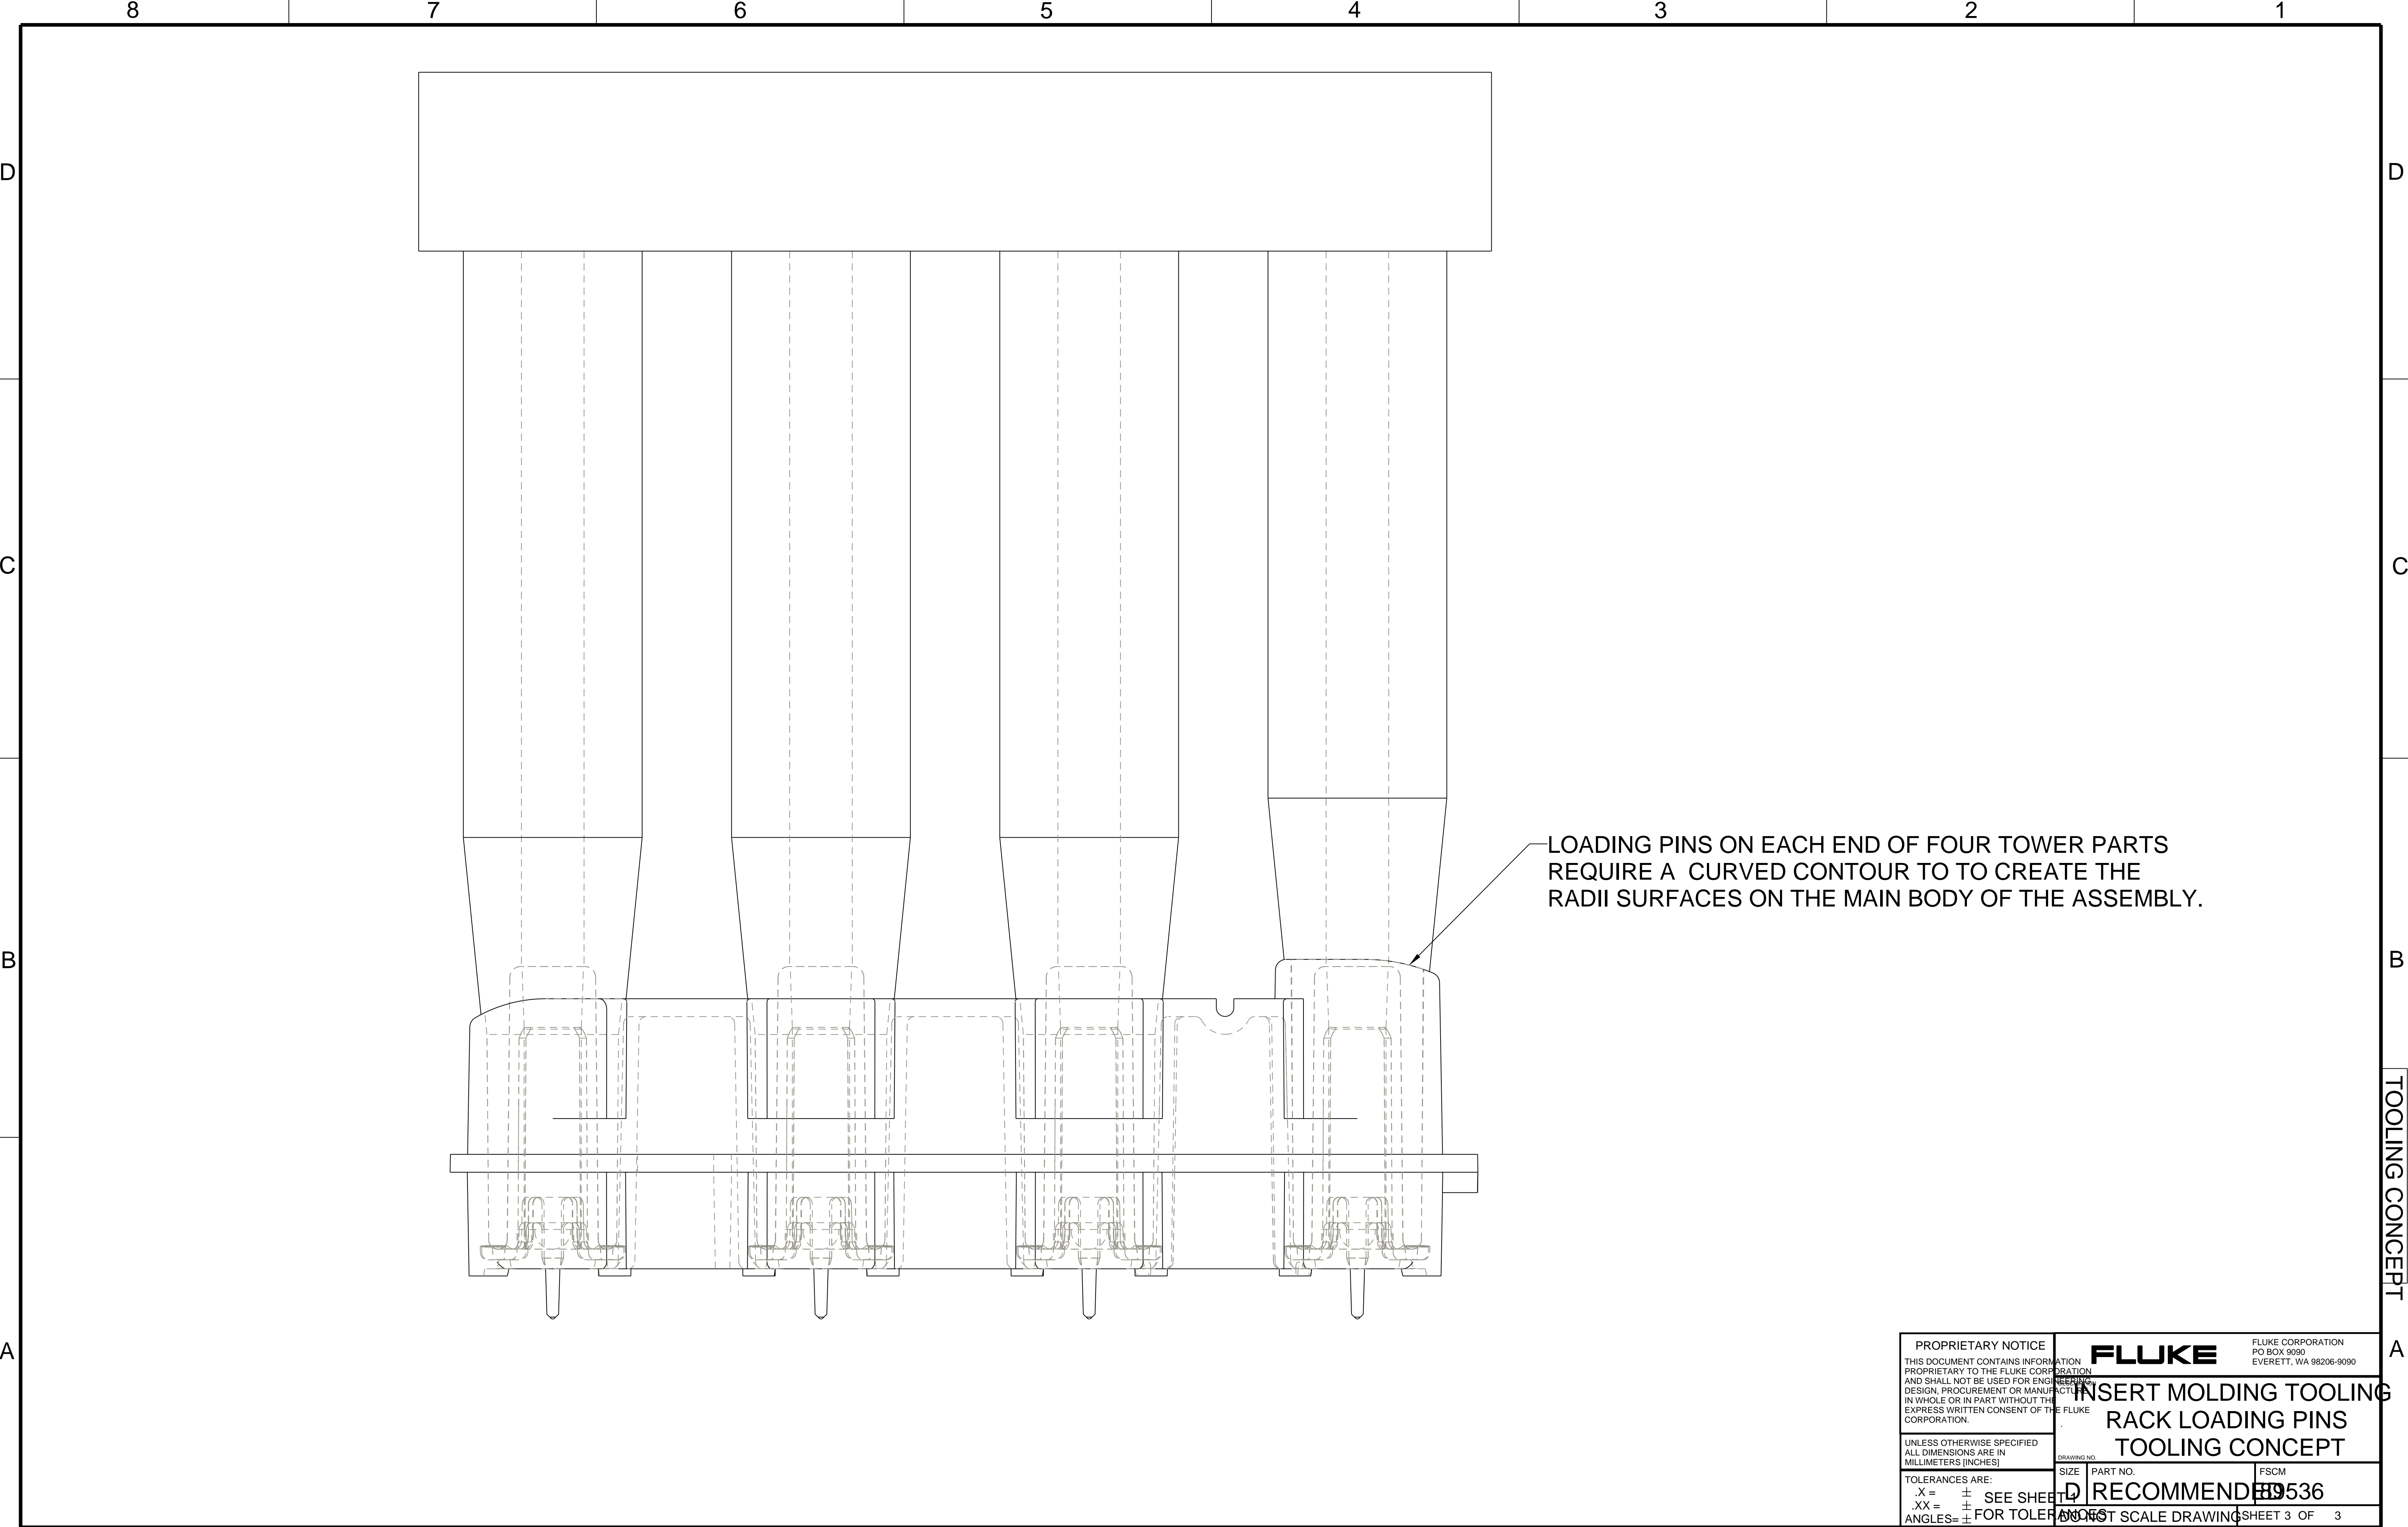 8 7 6 5 4 3 2 1
D D
C C
LOADING PINS ON EACH END OF FOUR TOWER PARTS
REQUIRE A CURVED CONTOUR TO TO CREATE THE
RADII SURFACES ON THE MAIN BODY OF THE ASSEMBLY.
B B
TOOLING CONCEPT
A A
PROPRIETARY NOTICE
THIS DOCUMENT CONTAINS INFORMATION
PROPRIETARY TO THE FLUKE CORPORATION
AND SHALL NOT BE USED FOR ENGINEERING,
DESIGN, PROCUREMENT OR MANUFACTURE
IN WHOLE OR IN PART WITHOUT THE
EXPRESS WRITTEN CONSENT OF THE FLUKE
CORPORATION.
UNLESS OTHERWISE SPECIFIED
ALL DIMENSIONS ARE IN
MILLIMETERS [INCHES]
TOLERANCES ARE:
.X = ±
.XX = ±
ANGLES= ±
SEE SHEET 1
FOR TOLERANCES
FLUKE
FLUKE CORPORATION
PO BOX 9090
EVERETT, WA 98206-9090
INSERT MOLDING TOOLING
RACK LOADING PINS
TOOLING CONCEPT
DRAWING NO.
SIZE PART NO. FSCM
D RECOMMENDED 89536
DO NOT SCALE DRAWING SHEET 3 OF 3